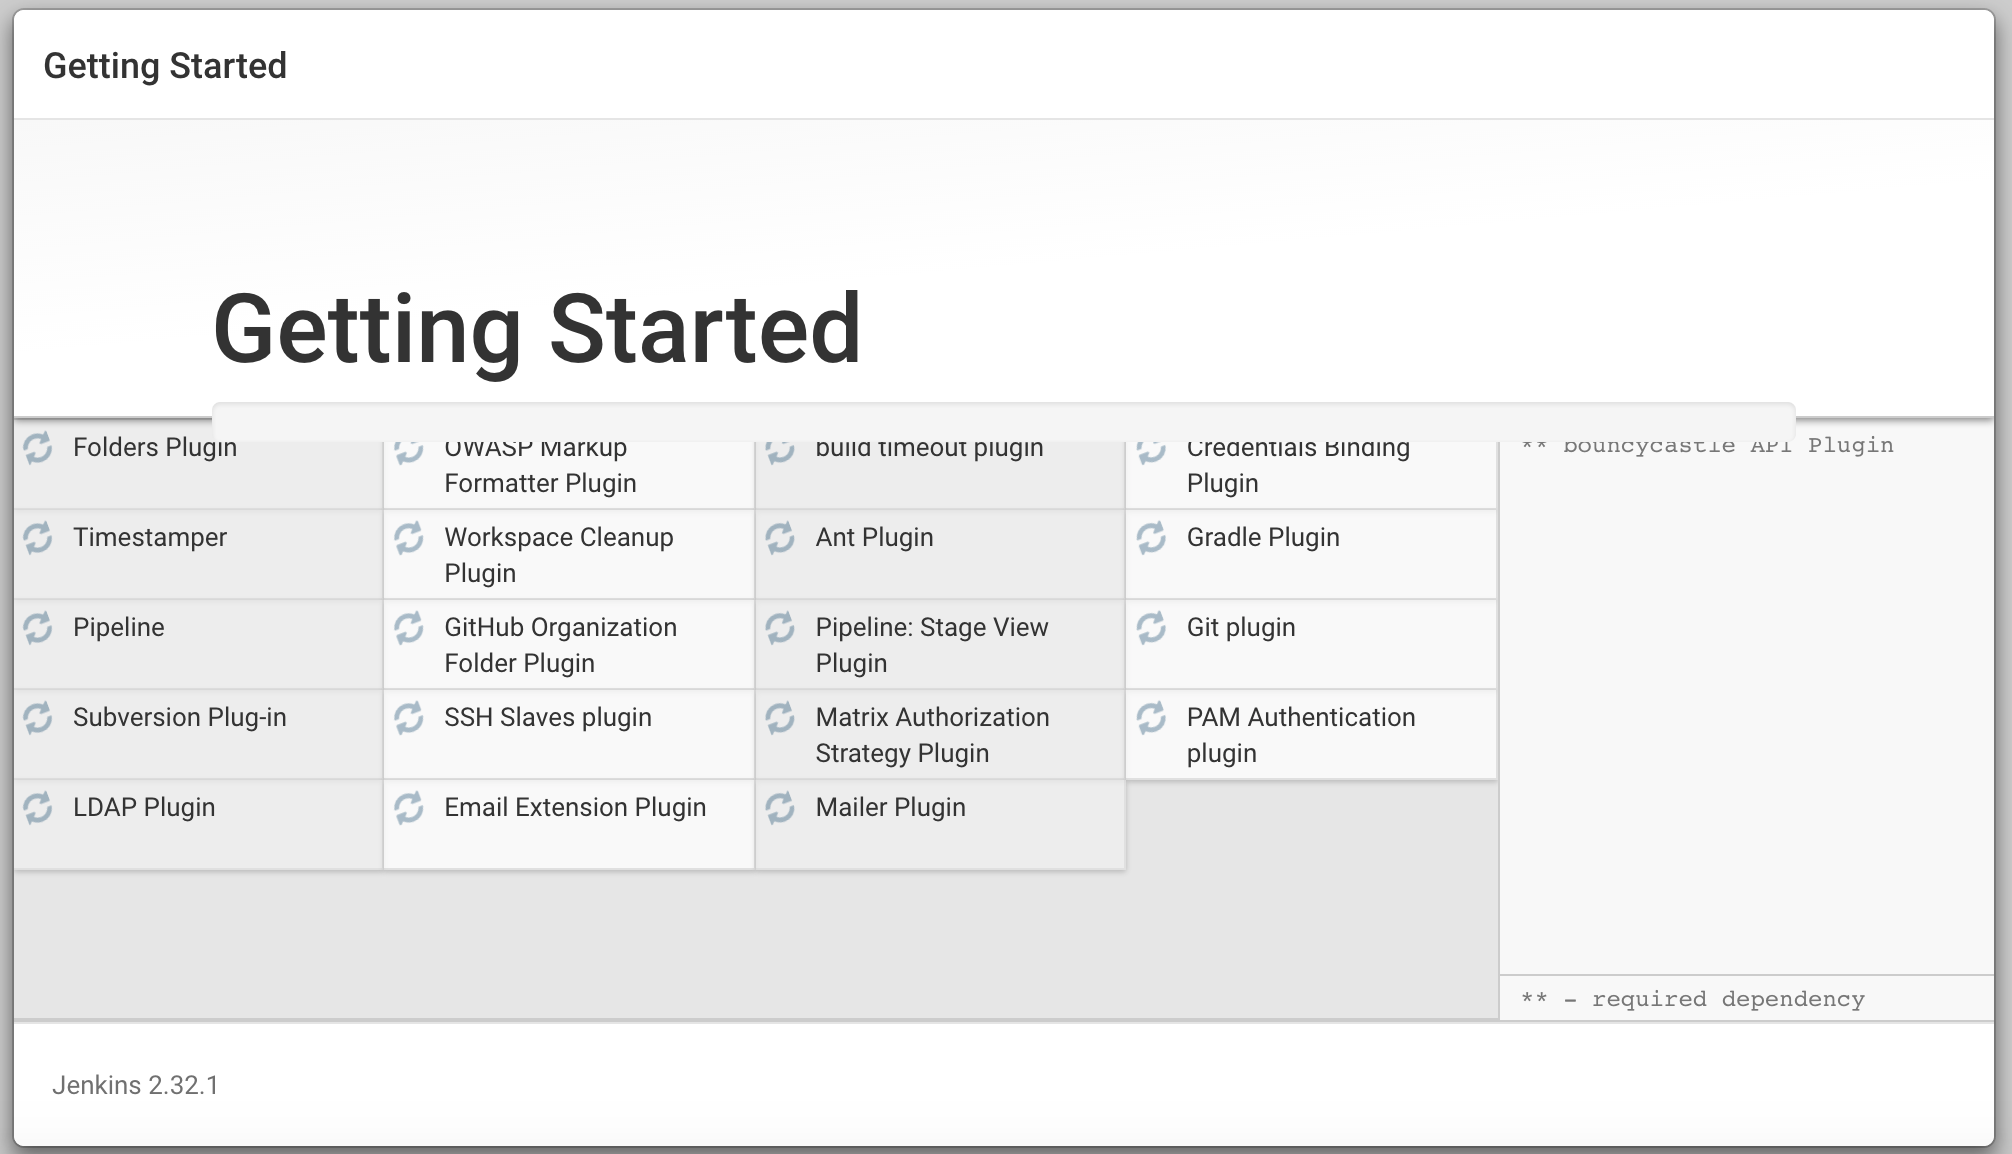 Getting Started
Getting Started
Folders Plugin
OWASP Markup
Formatter Plugin
build timeout plugin
Credentials Binding
Plugin
** bouncycastle API Plugin
Timestamper
Workspace Cleanup
Plugin
Ant Plugin
Gradle Plugin
Pipeline
GitHub Organization
Folder Plugin
Pipeline: Stage View
Plugin
Git plugin
Subversion Plug-in
SSH Slaves plugin
Matrix Authorization
Strategy Plugin
PAM Authentication
plugin
LDAP Plugin
Email Extension Plugin
Mailer Plugin
** - required dependency
Jenkins 2.32.1